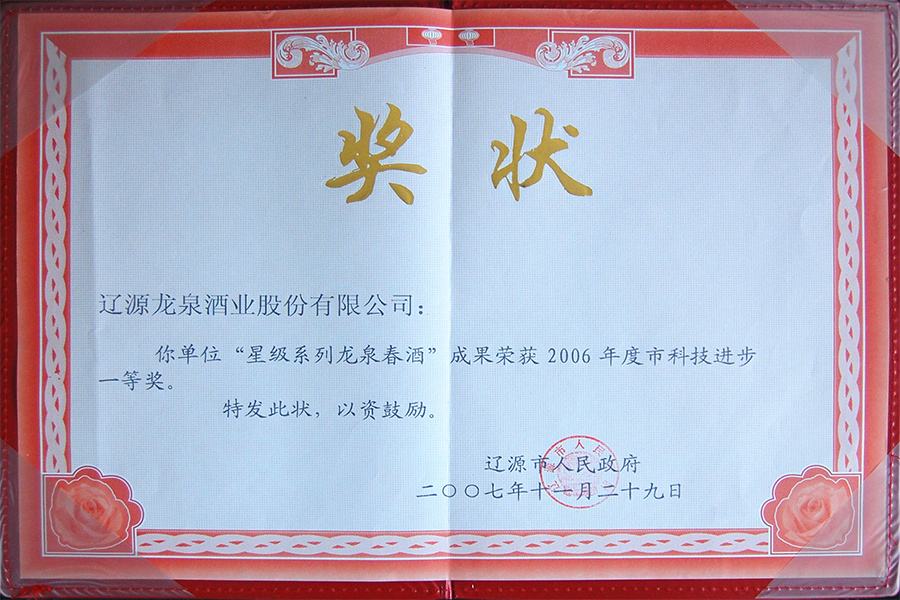 奖状
辽源龙泉酒业股份有限公司：
你单位“星级系列龙泉春酒”成果荣获2006年度市科技进步
一等奖。
特发此状，以资鼓励。
辽源市人民政府
二〇〇七年十一月二十九日